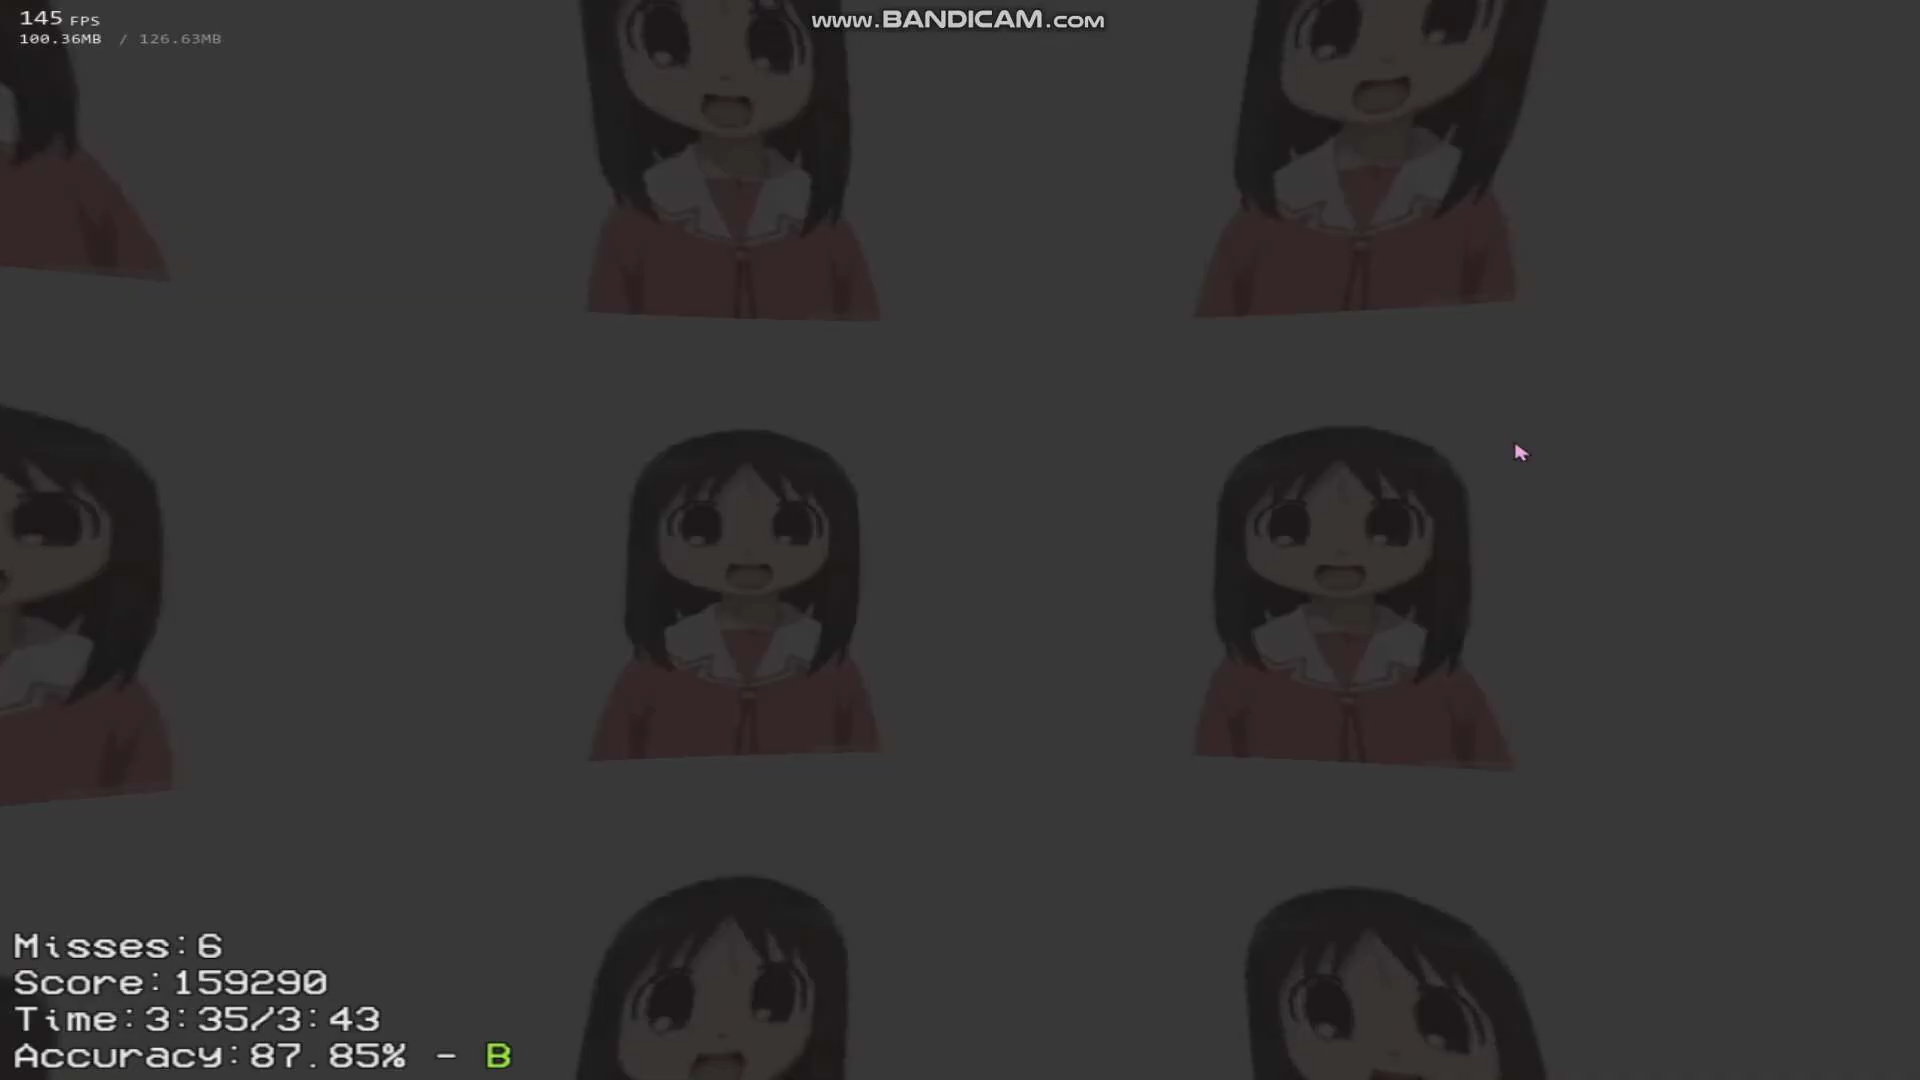 145 FPS
www.BANDICAM.com
100.36MB / 126.63MB
Misses:6
Score:159290
Time:3:35/3:43
Accuracy:87.85% - B